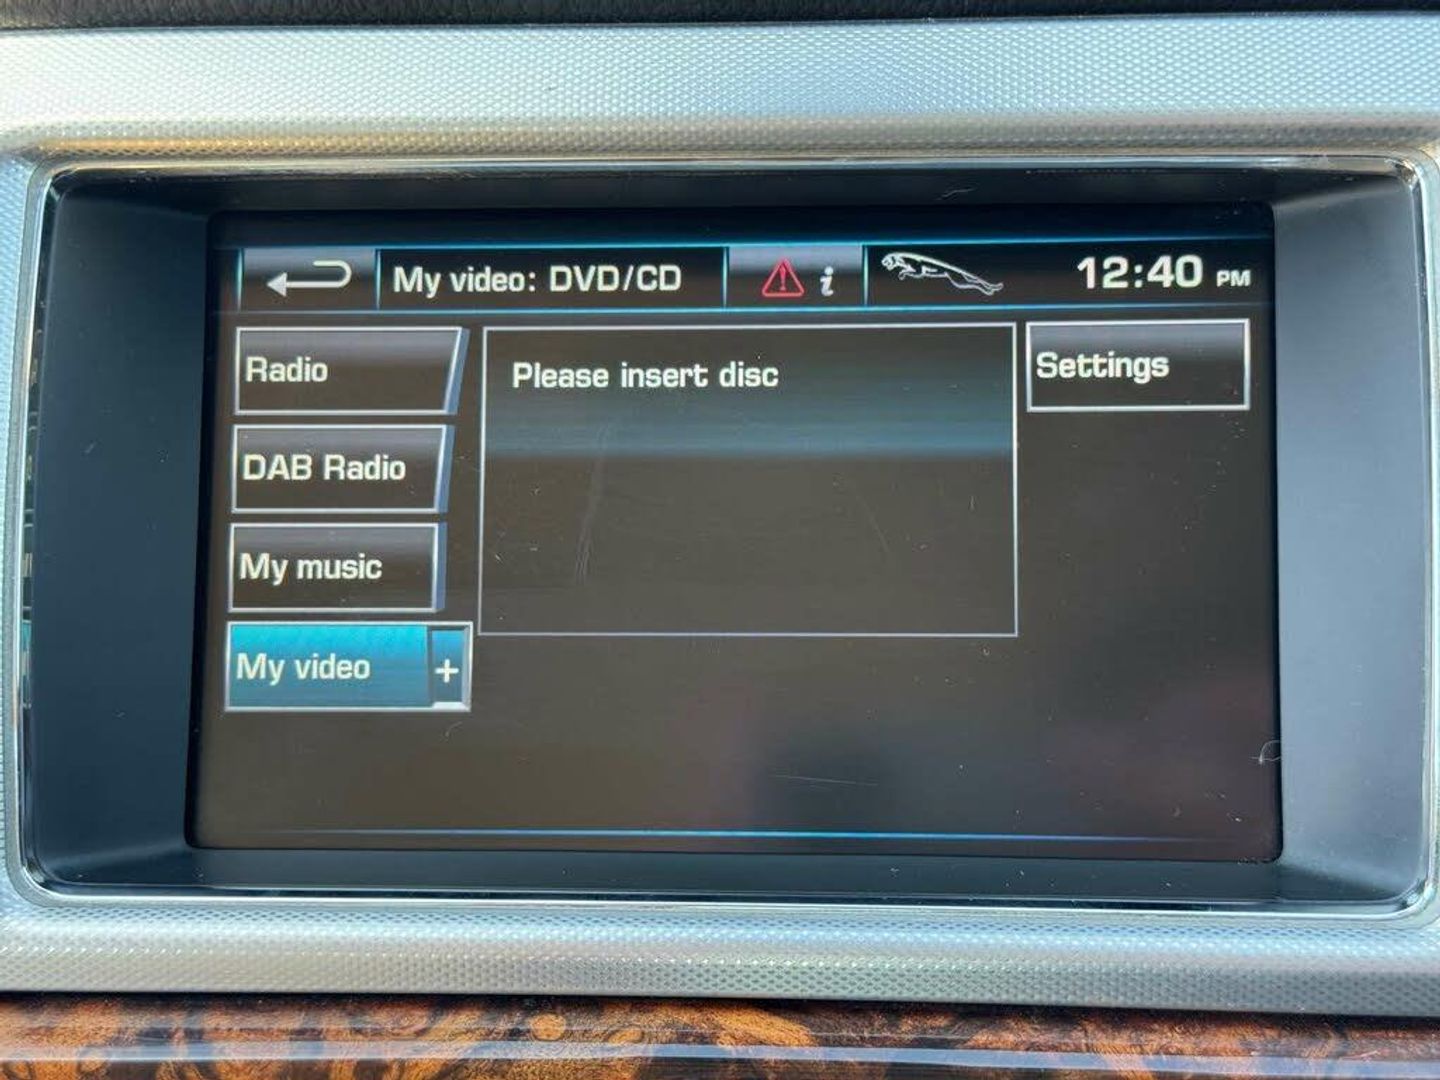 My video: DVD/CD
i
12:40 PM
Radio
Please insert disc
Settings
DAB Radio
My music
My video +